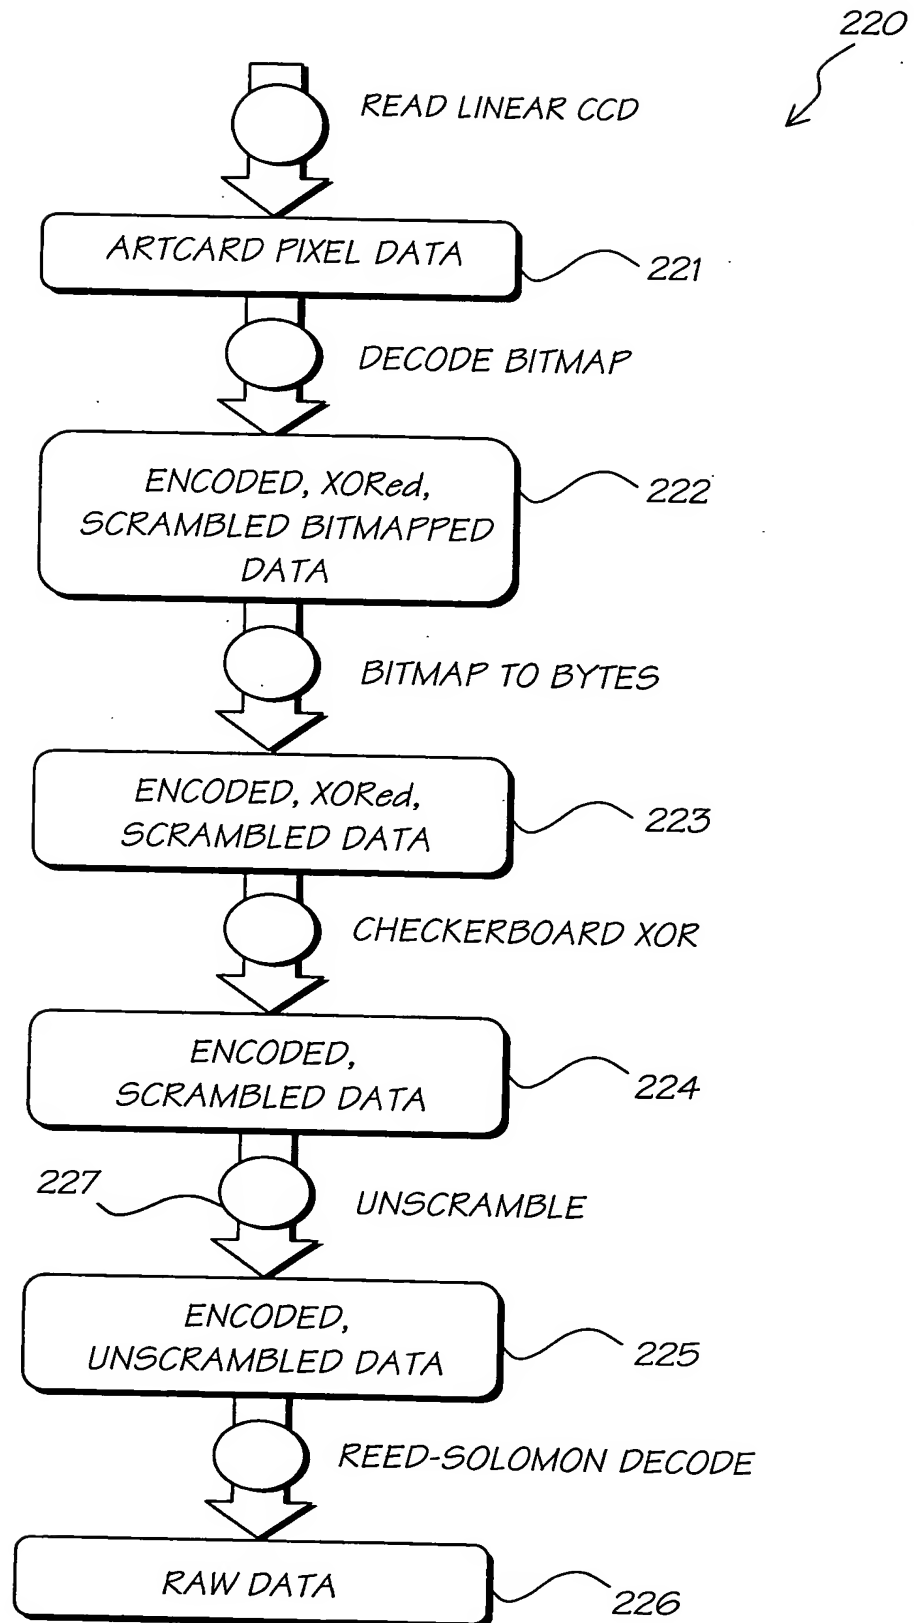 220
READ LINEAR CCD
ARTCARD PIXEL DATA
221
DECODE BITMAP
ENCODED, XORed,
SCRAMBLED BITMAPPED
DATA
222
BITMAP TO BYTES
ENCODED, XORed,
SCRAMBLED DATA
223
CHECKERBOARD XOR
ENCODED,
SCRAMBLED DATA
224
227
UNSCRAMBLE
ENCODED,
UNSCRAMBLED DATA
225
REED-SOLOMON DECODE
RAW DATA
226